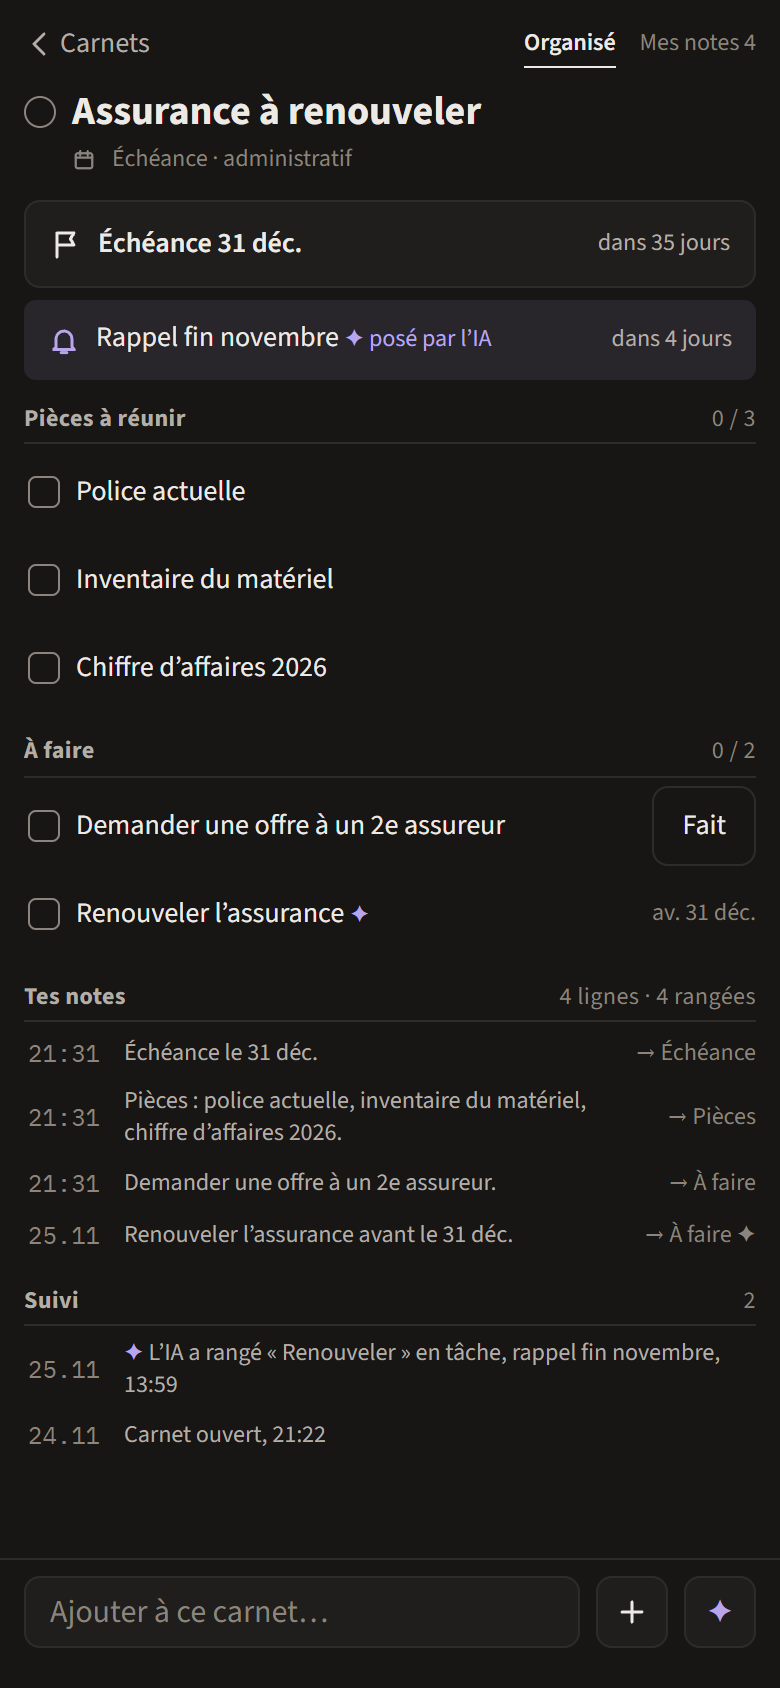 Carnets
Organisé
Mes notes 4
Assurance à renouveler
Échéance · administratif
Échéance 31 déc.
dans 35 jours
Rappel fin novembre ✦ posé par l’IA
dans 4 jours
Pièces à réunir
0 / 3
Police actuelle
Inventaire du matériel
Chiffre d’affaires 2026
À faire
0 / 2
Demander une offre à un 2e assureur
Fait
Renouveler l’assurance ✦
av. 31 déc.
Tes notes
4 lignes · 4 rangées
21:31
Échéance le 31 déc.
→ Échéance
21:31
Pièces : police actuelle, inventaire du matériel,
chiffre d’affaires 2026.
→ Pièces
21:31
Demander une offre à un 2e assureur.
→ À faire
25.11
Renouveler l’assurance avant le 31 déc.
→ À faire ✦
Suivi
2
25.11
✦ L’IA a rangé « Renouveler » en tâche, rappel fin novembre,
13:59
24.11
Carnet ouvert, 21:22
Ajouter à ce carnet…